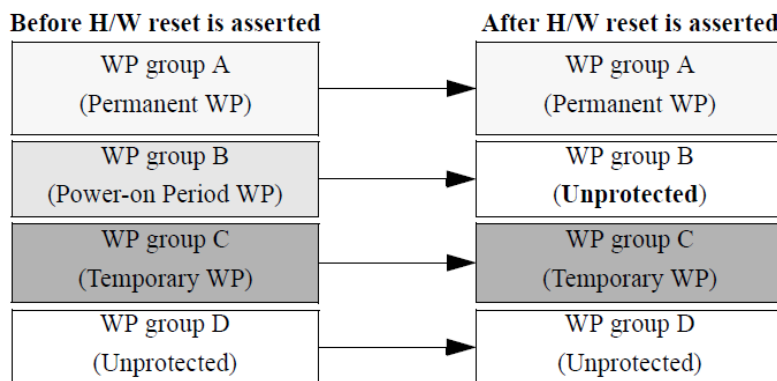 Before H/W reset is asserted
After H/W reset is asserted
WP group A
(Permanent WP)
WP group A
(Permanent WP)
WP group B
(Power-on Period WP)
WP group B
(Unprotected)
WP group C
(Temporary WP)
WP group C
(Temporary WP)
WP group D
(Unprotected)
WP group D
(Unprotected)